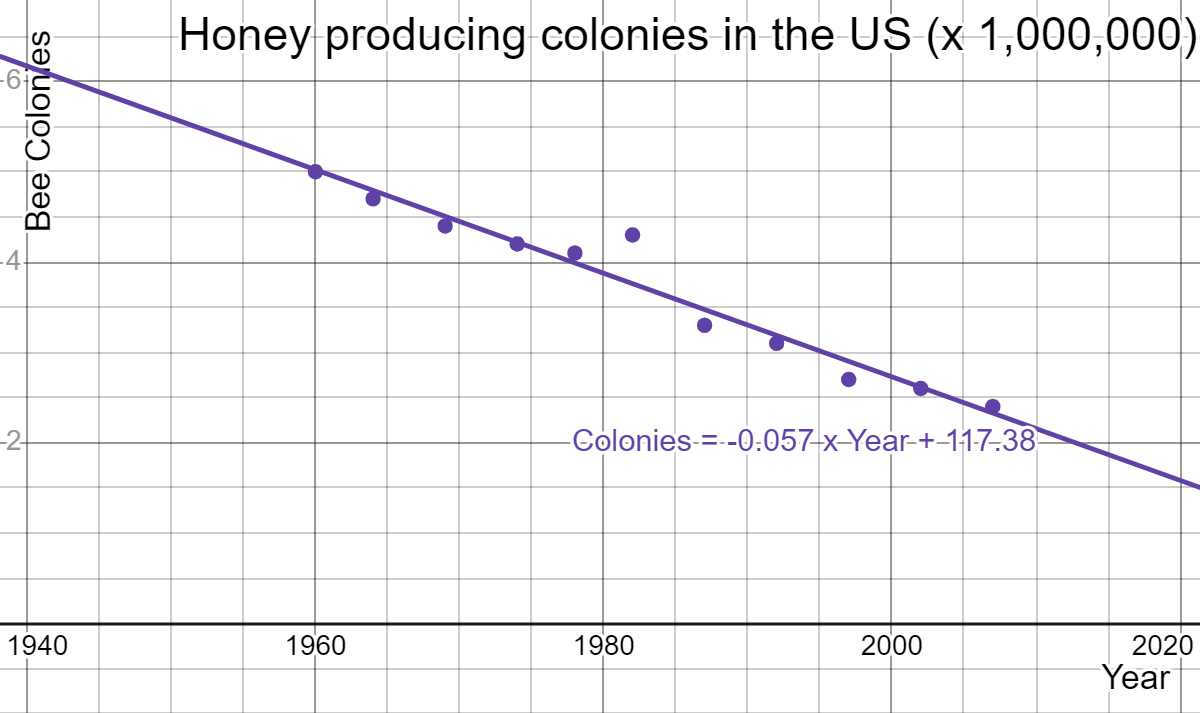 Honey producing colonies in the US (x 1,000,000)
Bee Colonies
6
4
2
Colonies = -0.057 x Year + 117.38
1940 1960 1980 2000 2020
Year